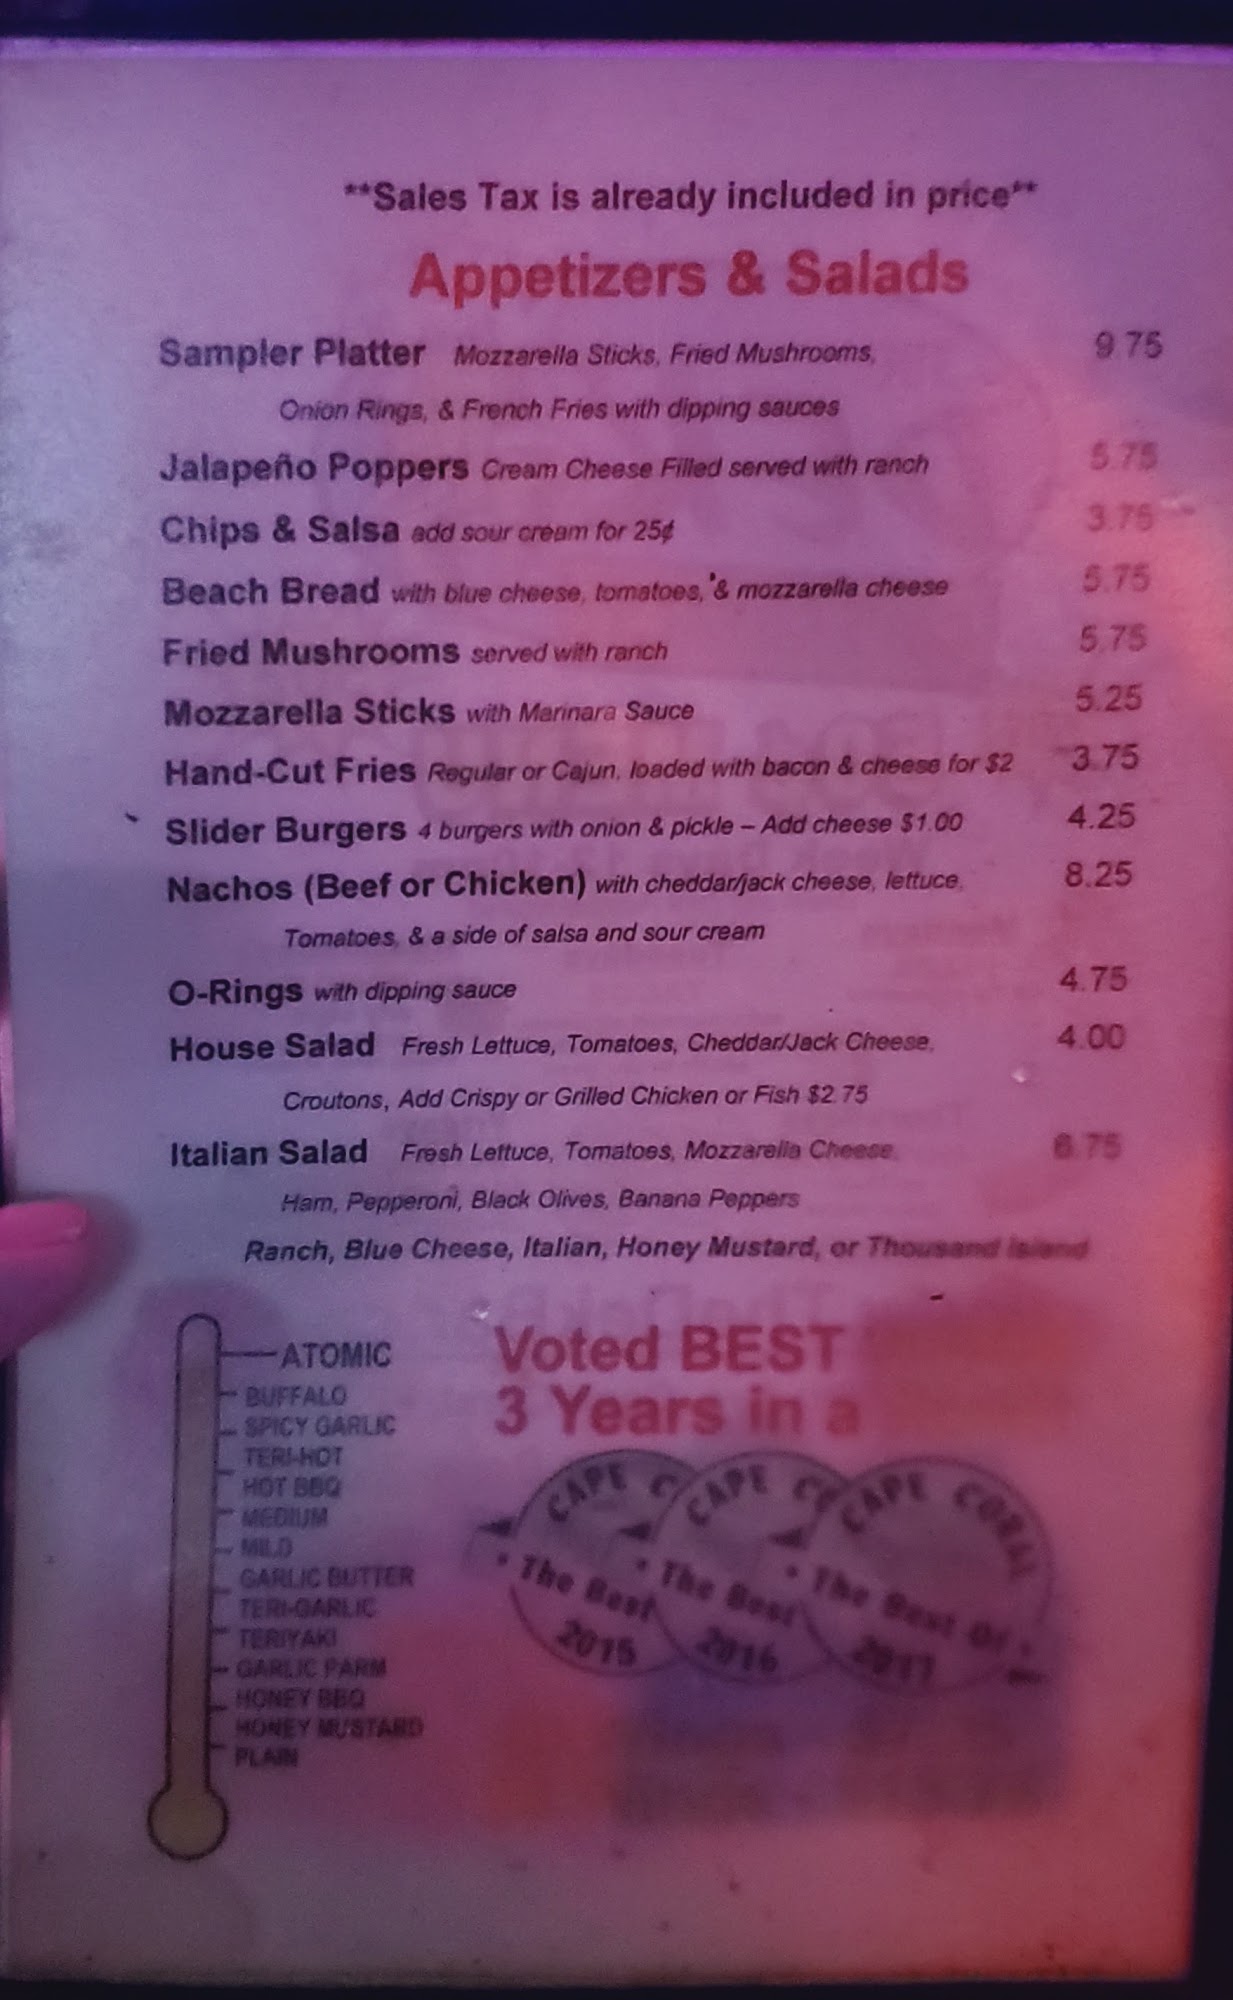 **Sales Tax is already included in price**
Appetizers & Salads
Sampler Platter Mozzarella Sticks, Fried Mushrooms, 9.75
Onion Rings, & French Fries with dipping sauces
Jalapeño Poppers Cream Cheese Filled served with ranch 5.75
Chips & Salsa add sour cream for 25¢ 3.75
Beach Bread with blue cheese, tomatoes, & mozzarella cheese 5.75
Fried Mushrooms served with ranch 5.75
Mozzarella Sticks with Marinara Sauce 5.25
Hand-Cut Fries Regular or Cajun, loaded with bacon & cheese for $2 3.75
Slider Burgers 4 burgers with onion & pickle – Add cheese $1.00 4.25
Nachos (Beef or Chicken) with cheddar/jack cheese, lettuce, 8.25
Tomatoes, & a side of salsa and sour cream
O-Rings with dipping sauce 4.75
House Salad Fresh Lettuce, Tomatoes, Cheddar/Jack Cheese, 4.00
Croutons, Add Crispy or Grilled Chicken or Fish $2.75
Italian Salad Fresh Lettuce, Tomatoes, Mozzarella Cheese, 6.75
Ham, Pepperoni, Black Olives, Banana Peppers
Ranch, Blue Cheese, Italian, Honey Mustard, or Thousand Island
ATOMIC
BUFFALO
SPICY GARLIC
TERI-HOT
HOT BBQ
MEDIUM
MILD
GARLIC BUTTER
TERI-GARLIC
TERIYAKI
GARLIC PARM
HONEY BBQ
HONEY MUSTARD
PLAIN
Voted BEST
3 Years in a
CAPE C
The Best
2015
CAPE CO
The Best
2016
CAPE CORAL
The Best Of
2017